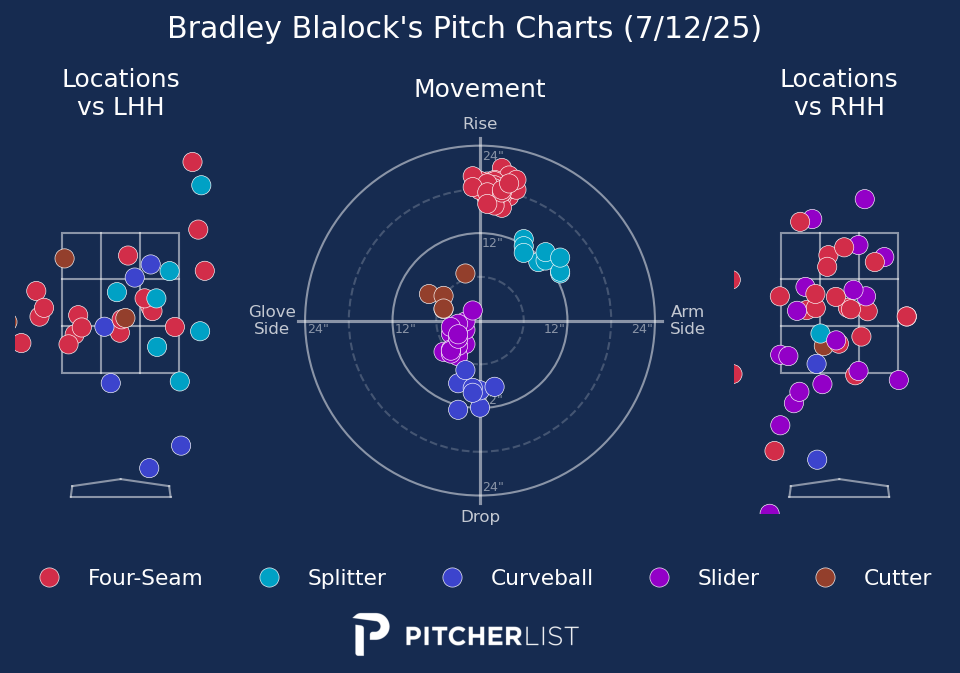 Bradley Blalock's Pitch Charts (7/12/25)
Locations
vs LHH
Movement
Locations
vs RHH
Rise
24"
12"
Glove
Side
24"
12"
12"
24"
Arm
Side
24"
Drop
Four-Seam
Splitter
Curveball
Slider
Cutter
PITCHERLIST